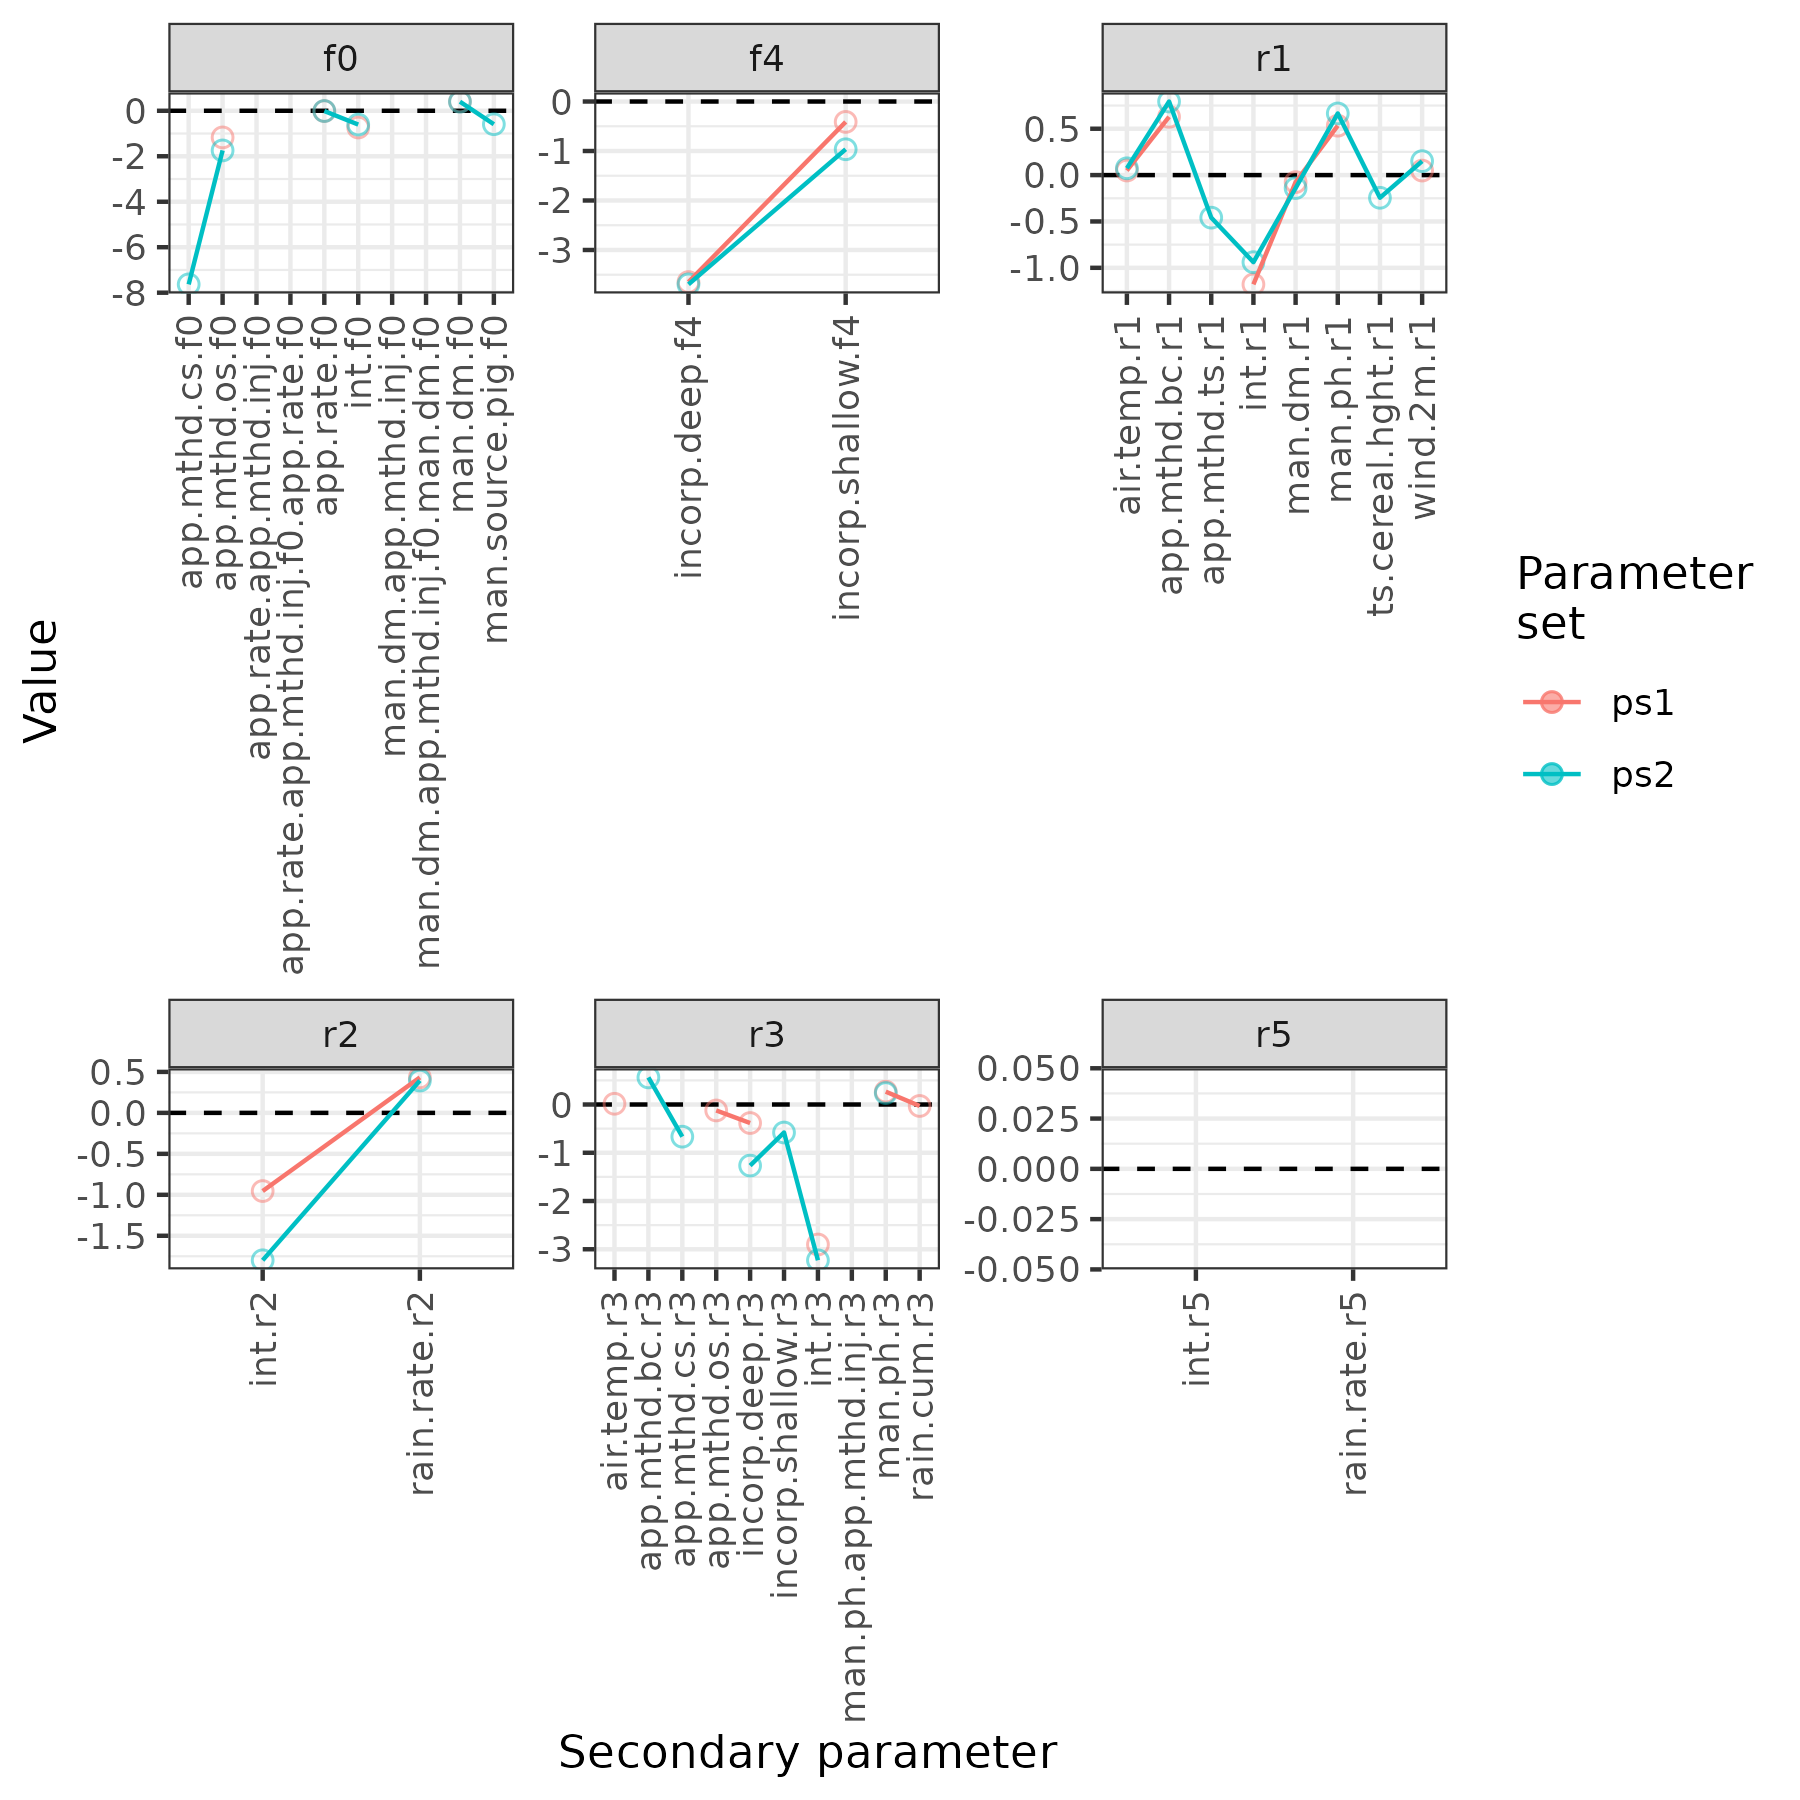 f0
f4
r1
0
-2
-4
-6
-8
0
-1
-2
-3
0.5
0.0
-0.5
-1.0
app.mthd.cs.f0
app.mthd.os.f0
app.rate.app.mthd.inj.f0
app.rate.app.mthd.inj.f0.app.rate.f0
app.rate.f0
int.f0
man.dm.app.mthd.inj.f0
man.dm.app.mthd.inj.f0.man.dm.f0
man.dm.f0
man.source.pig.f0
incorp.deep.f4
incorp.shallow.f4
air.temp.r1
app.mthd.bc.r1
app.mthd.ts.r1
int.r1
man.dm.r1
man.ph.r1
ts.cereal.hght.r1
wind.2m.r1
Value
Parameter
set
ps1
ps2
r2
r3
r5
0.5
0.0
-0.5
-1.0
-1.5
0
-1
-2
-3
0.050
0.025
0.000
-0.025
-0.050
int.r2
rain.rate.r2
air.temp.r3
app.mthd.bc.r3
app.mthd.cs.r3
app.mthd.os.r3
incorp.deep.r3
incorp.shallow.r3
int.r3
man.ph.app.mthd.inj.r3
man.ph.r3
rain.cum.r3
int.r5
rain.rate.r5
Secondary parameter